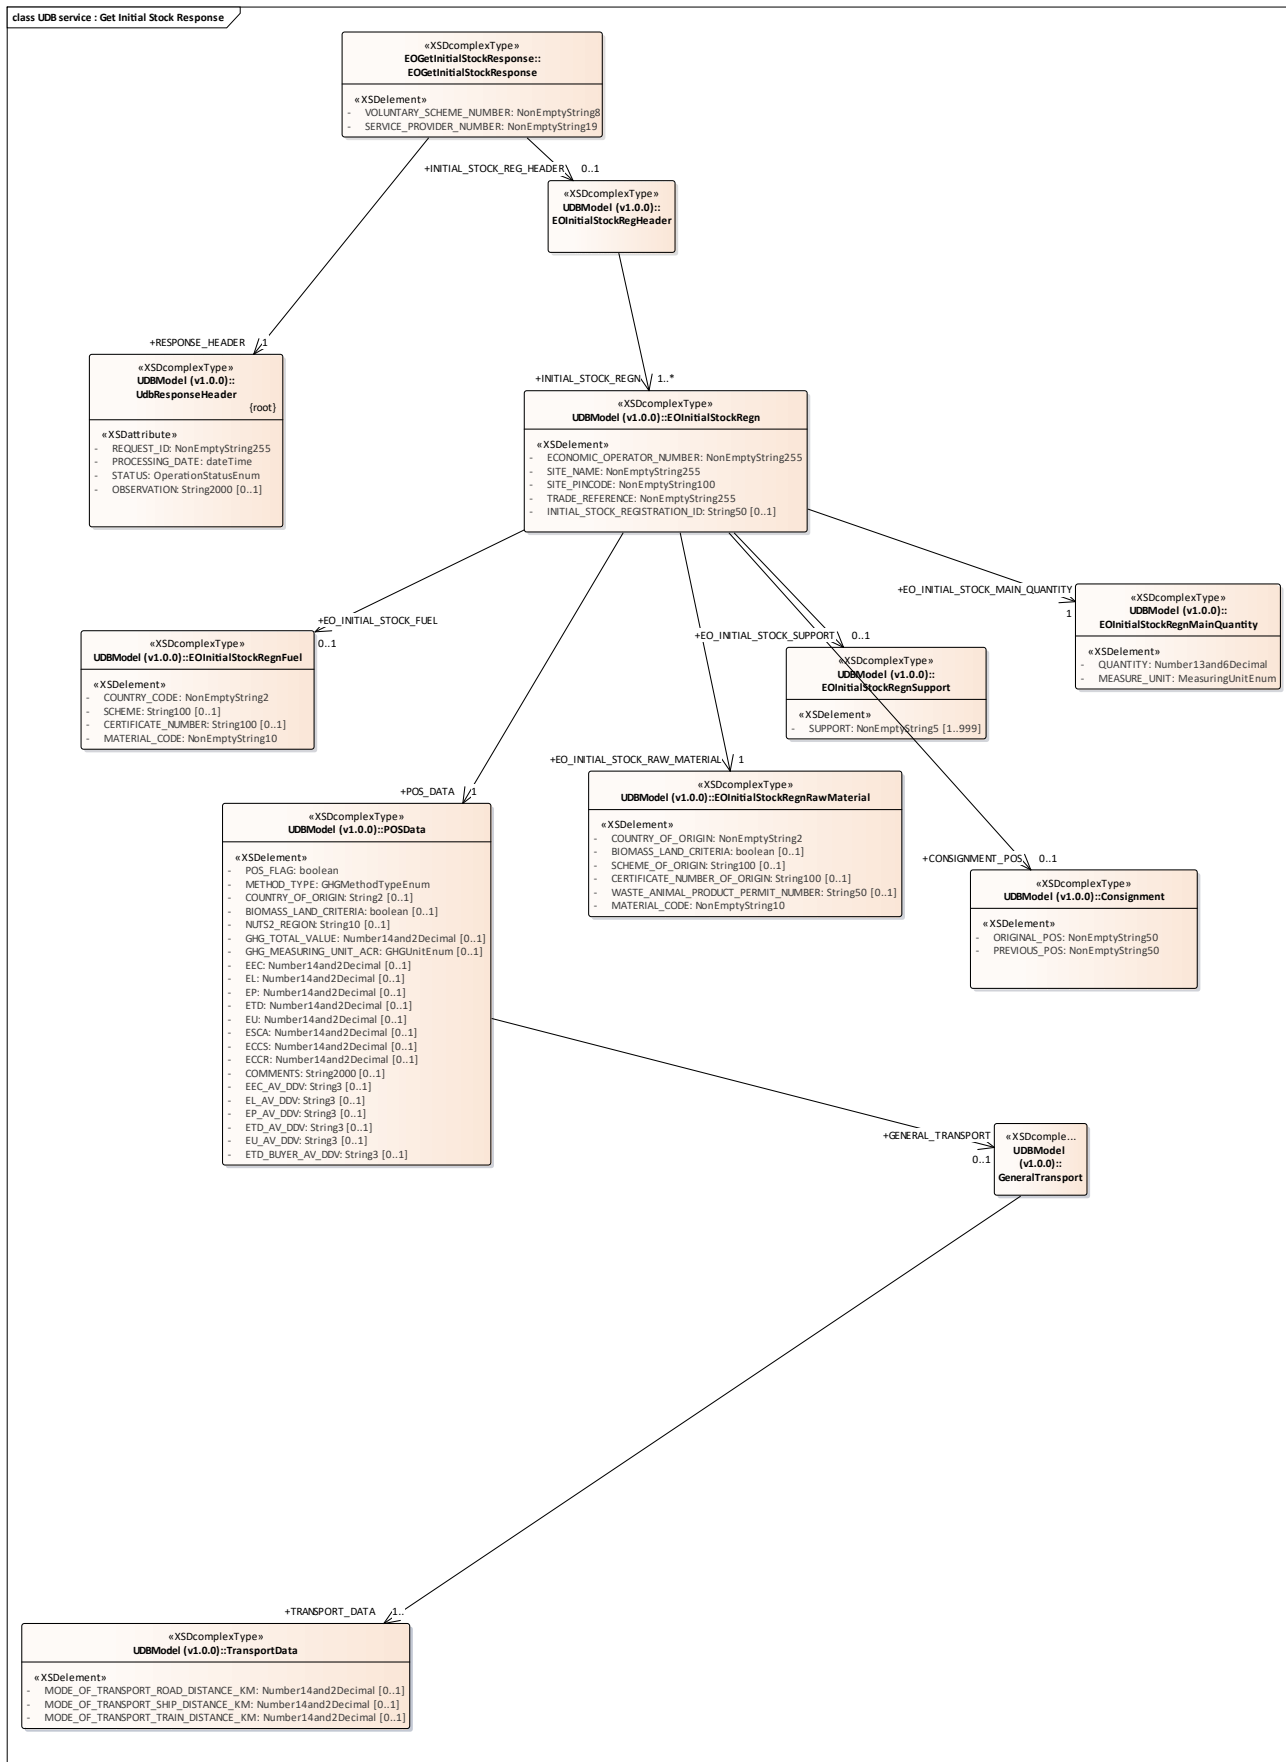 class UDB service : Get Initial Stock Response
«XSDcomplexType»
EOGetInitialStockResponse::
EOGetInitialStockResponse
«XSDelement»
- VOLUNTARY_SCHEME_NUMBER: NonEmptyString8
- SERVICE_PROVIDER_NUMBER: NonEmptyString19
+INITIAL_STOCK_REG_HEADER 0..1
«XSDcomplexType»
UDBModel (v1.0.0)::
EOInitialStockRegHeader
+RESPONSE_HEADER 1
«XSDcomplexType»
UDBModel (v1.0.0)::
UdbResponseHeader
{root}
«XSDattribute»
- REQUEST_ID: NonEmptyString255
- PROCESSING_DATE: dateTime
- STATUS: OperationStatusEnum
- OBSERVATION: String2000 [0..1]
+INITIAL_STOCK_REGN 1..*
«XSDcomplexType»
UDBModel (v1.0.0)::EOInitialStockRegn
«XSDelement»
- ECONOMIC_OPERATOR_NUMBER: NonEmptyString255
- SITE_NAME: NonEmptyString255
- SITE_PINCODE: NonEmptyString100
- TRADE_REFERENCE: NonEmptyString255
- INITIAL_STOCK_REGISTRATION_ID: String50 [0..1]
+EO_INITIAL_STOCK_MAIN_QUANTITY
1
«XSDcomplexType»
UDBModel (v1.0.0)::
EOInitialStockRegnMainQuantity
«XSDelement»
- QUANTITY: Number13and6Decimal
- MEASURE_UNIT: MeasuringUnitEnum
+EO_INITIAL_STOCK_FUEL
0..1
«XSDcomplexType»
UDBModel (v1.0.0)::EOInitialStockRegnFuel
«XSDelement»
- COUNTRY_CODE: NonEmptyString2
- SCHEME: String100 [0..1]
- CERTIFICATE_NUMBER: String100 [0..1]
- MATERIAL_CODE: NonEmptyString10
+EO_INITIAL_STOCK_SUPPORT 0..1
«XSDcomplexType»
UDBModel (v1.0.0)::
EOInitialStockRegnSupport
«XSDelement»
- SUPPORT: NonEmptyString5 [1..999]
+EO_INITIAL_STOCK_RAW_MATERIAL 1
«XSDcomplexType»
UDBModel (v1.0.0)::EOInitialStockRegnRawMaterial
«XSDelement»
- COUNTRY_OF_ORIGIN: NonEmptyString2
- BIOMASS_LAND_CRITERIA: boolean [0..1]
- SCHEME_OF_ORIGIN: String100 [0..1]
- CERTIFICATE_NUMBER_OF_ORIGIN: String100 [0..1]
- WASTE_ANIMAL_PRODUCT_PERMIT_NUMBER: String50 [0..1]
- MATERIAL_CODE: NonEmptyString10
+POS_DATA 1
«XSDcomplexType»
UDBModel (v1.0.0)::POSData
«XSDelement»
- POS_FLAG: boolean
- METHOD_TYPE: GHGMethodTypeEnum
- COUNTRY_OF_ORIGIN: String2 [0..1]
- BIOMASS_LAND_CRITERIA: boolean [0..1]
- NUTS2_REGION: String10 [0..1]
- GHG_TOTAL_VALUE: Number14and2Decimal [0..1]
- GHG_MEASURING_UNIT_ACR: GHGUnitEnum [0..1]
- EEC: Number14and2Decimal [0..1]
- EL: Number14and2Decimal [0..1]
- EP: Number14and2Decimal [0..1]
- ETD: Number14and2Decimal [0..1]
- EU: Number14and2Decimal [0..1]
- ESCA: Number14and2Decimal [0..1]
- ECCS: Number14and2Decimal [0..1]
- ECCR: Number14and2Decimal [0..1]
- COMMENTS: String2000 [0..1]
- EEC_AV_DDV: String3 [0..1]
- EL_AV_DDV: String3 [0..1]
- EP_AV_DDV: String3 [0..1]
- ETD_AV_DDV: String3 [0..1]
- EU_AV_DDV: String3 [0..1]
- ETD_BUYER_AV_DDV: String3 [0..1]
+CONSIGNMENT_POS 0..1
«XSDcomplexType»
UDBModel (v1.0.0)::Consignment
«XSDelement»
- ORIGINAL_POS: NonEmptyString50
- PREVIOUS_POS: NonEmptyString50
+GENERAL_TRANSPORT
0..1
«XSDcomple...
UDBModel
(v1.0.0)::
GeneralTransport
+TRANSPORT_DATA 1..
«XSDcomplexType»
UDBModel (v1.0.0)::TransportData
«XSDelement»
- MODE_OF_TRANSPORT_ROAD_DISTANCE_KM: Number14and2Decimal [0..1]
- MODE_OF_TRANSPORT_SHIP_DISTANCE_KM: Number14and2Decimal [0..1]
- MODE_OF_TRANSPORT_TRAIN_DISTANCE_KM: Number14and2Decimal [0..1]